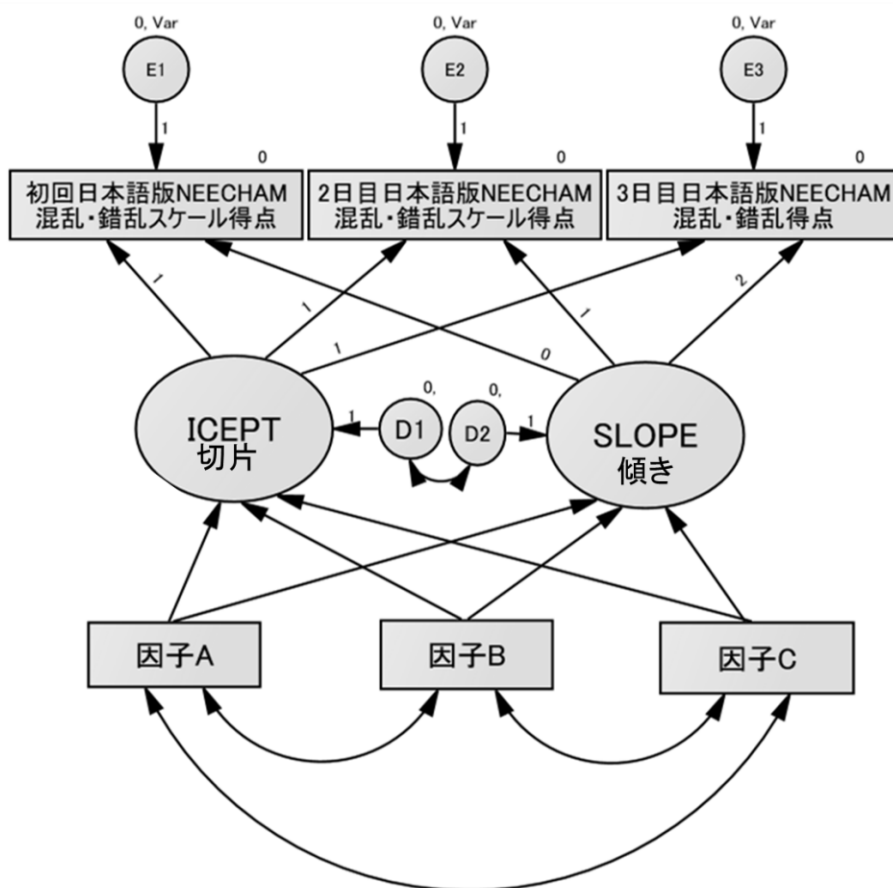 0, Var
0, Var
0, Var
E1
E2
E3
1
1
1
0
0
0
初回日本語版NEECHAM
混乱・錯乱スケール得点
2日目日本語版NEECHAM
混乱・錯乱スケール得点
3日目日本語版NEECHAM
混乱・錯乱得点
1
1
1
0
1
2
0,
0,
ICEPT
切片
1
D1
D2
1
SLOPE
傾き
因子A
因子B
因子C